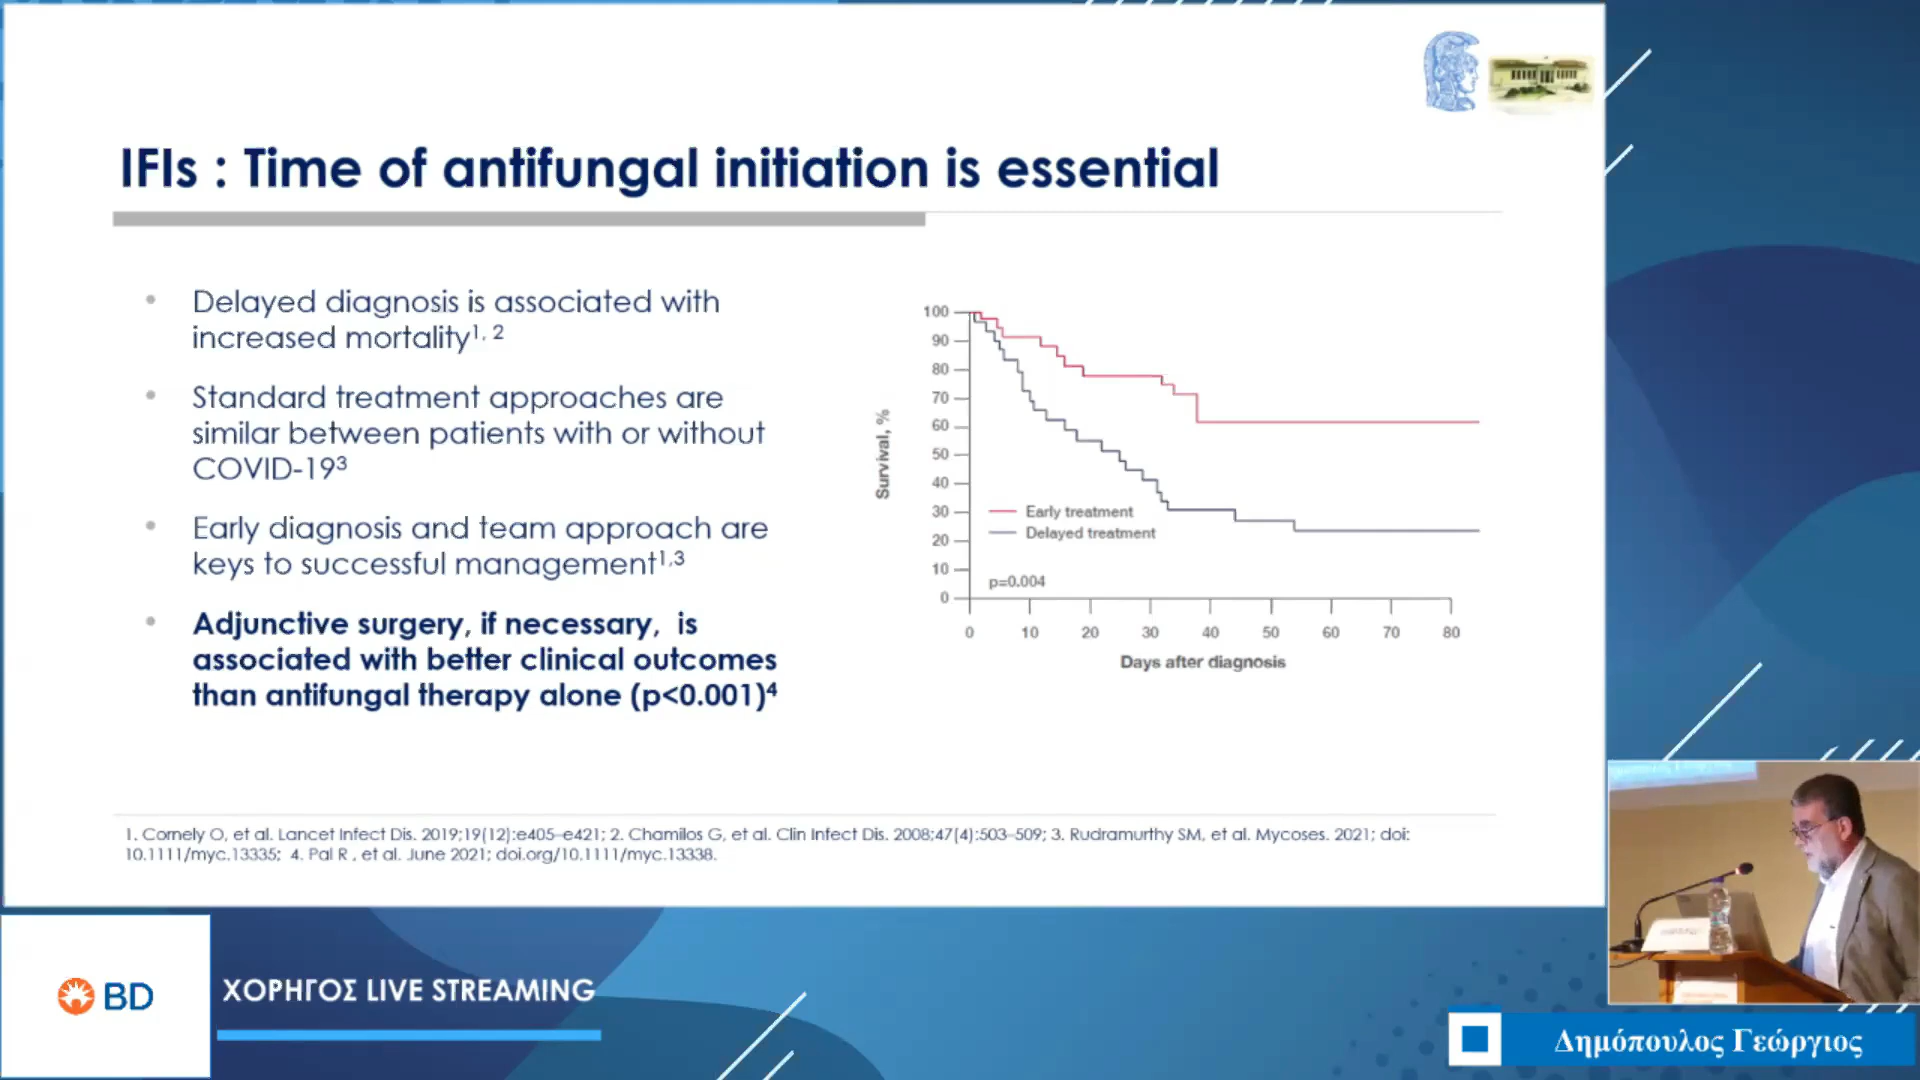 IFIs : Time of antifungal initiation is essential
• Delayed diagnosis is associated with
increased mortality¹, ²
• Standard treatment approaches are
similar between patients with or without
COVID-19³
• Early diagnosis and team approach are
keys to successful management¹,³
• Adjunctive surgery, if necessary, is
associated with better clinical outcomes
than antifungal therapy alone (p<0.001)⁴
Survival, %
100
90
80
70
60
50
40
30
20
10
0
Early treatment
Delayed treatment
p=0.004
0 10 20 30 40 50 60 70 80
Days after diagnosis
1. Cornely O, et al. Lancet Infect Dis. 2019;19(12):e405–e421; 2. Chamilos G, et al. Clin Infect Dis. 2008;47(4):503–509; 3. Rudramurthy SM, et al. Mycoses. 2021; doi:
10.1111/myc.13335; 4. Pal R , et al. June 2021; doi.org/10.1111/myc.13338.
BD
ΧΟΡΗΓΟΣ LIVE STREAMING
Δημόπουλος Γεώργιος